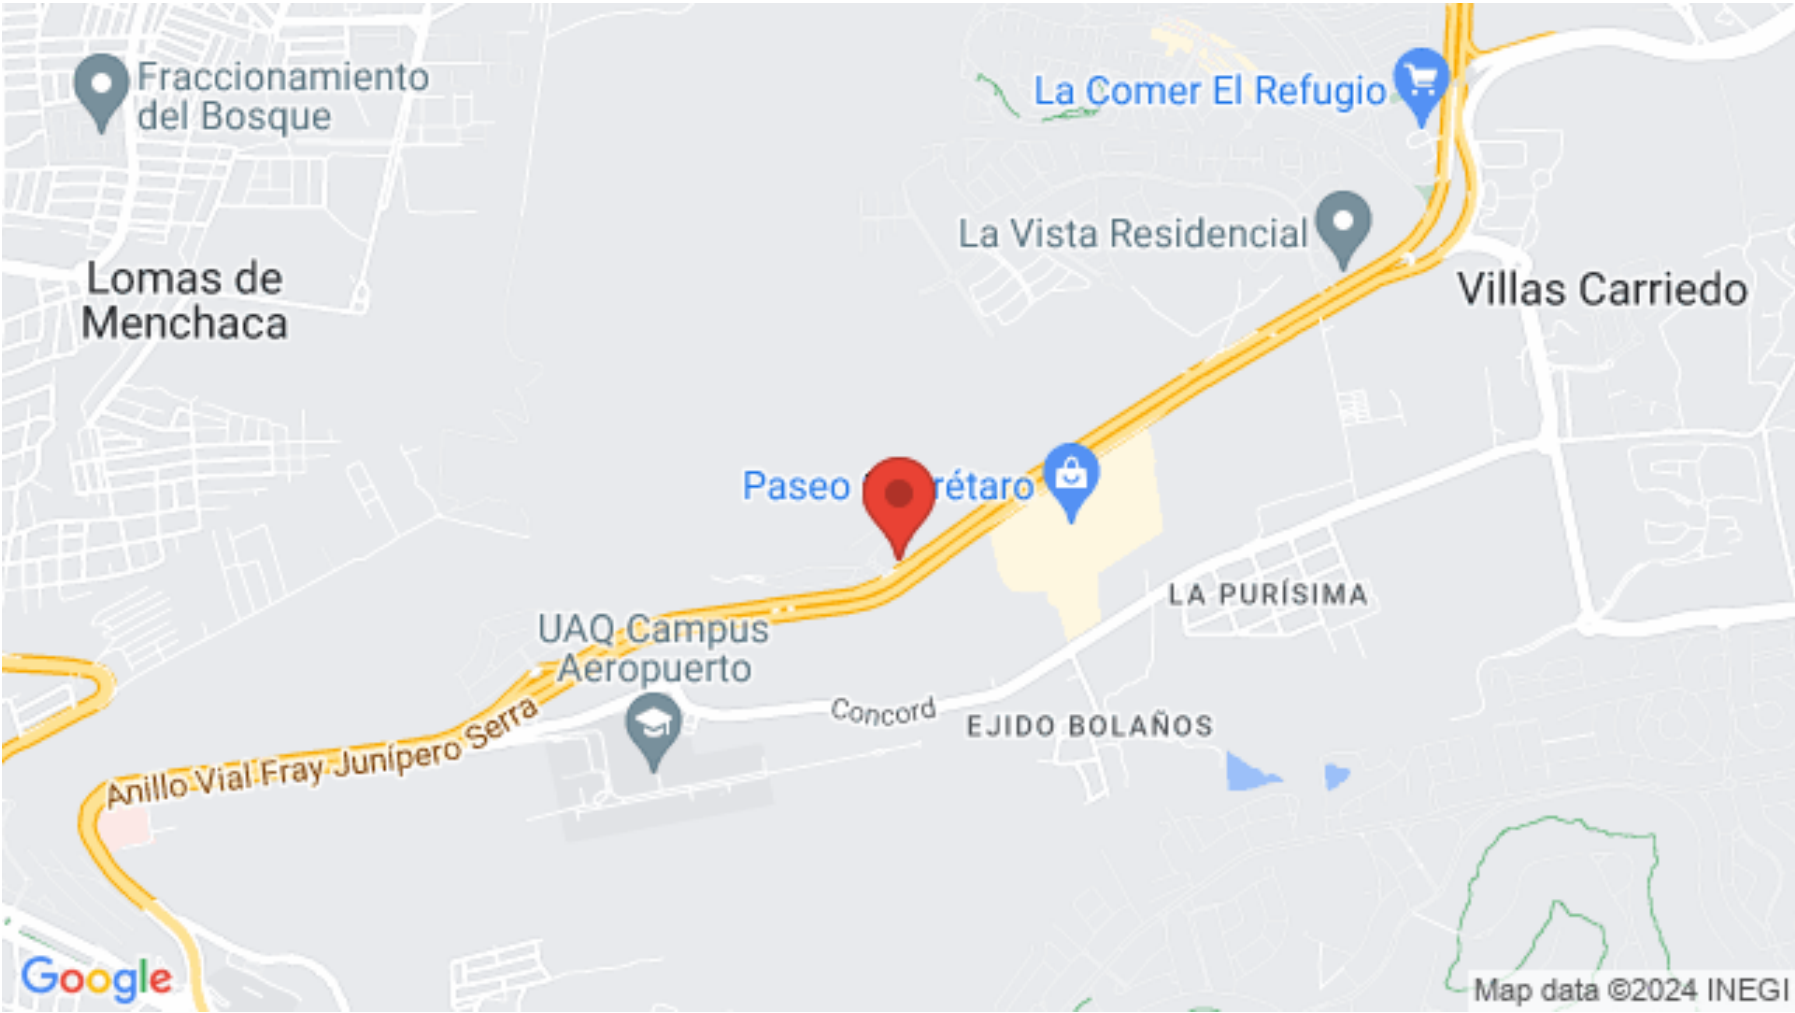 Fraccionamiento
del Bosque
La Comer El Refugio
La Vista Residencial
Lomas de
Menchaca
Villas Carriedo
Paseo rétaro
LA PURÍSIMA
UAQ Campus
Aeropuerto
Concord
EJIDO BOLAÑOS
Anillo Vial Fray Junípero Serra
Google
Map data ©2024 INEGI